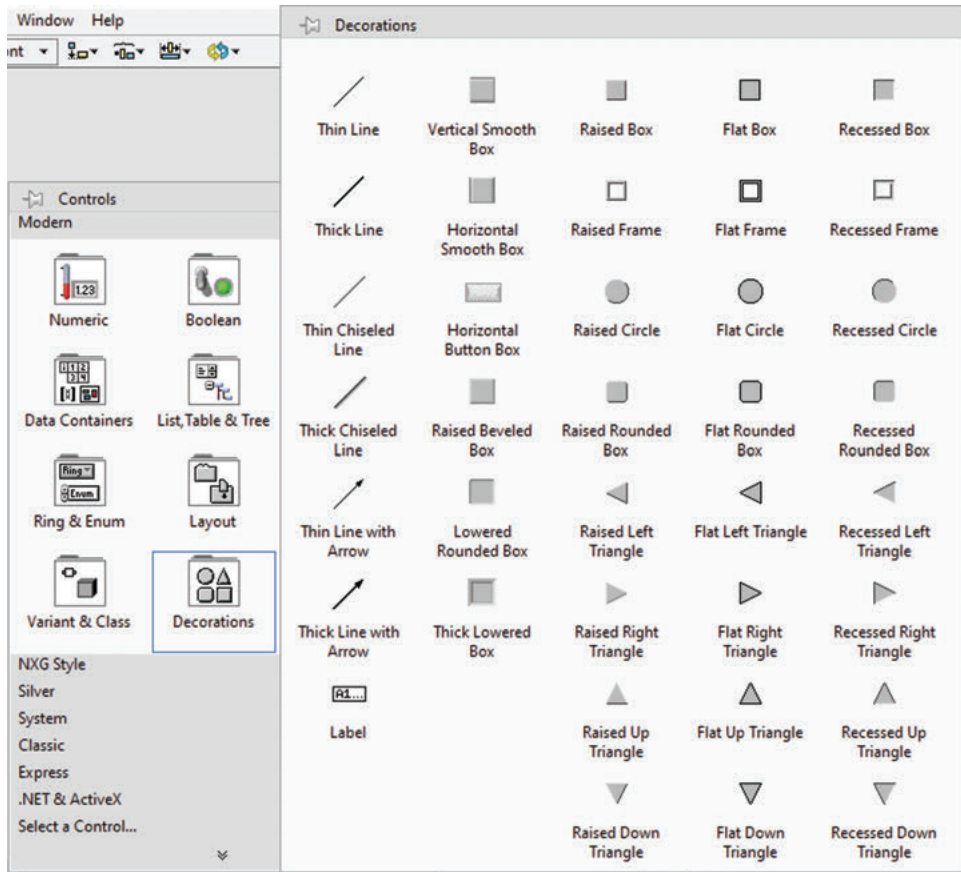 Window Help
nt
Controls
Modern
1.23
Numeric
Boolean
Data Containers
List, Table & Tree
Ring
Enum
Ring & Enum
Layout
Variant & Class
Decorations
NXG Style
Silver
System
Classic
Express
.NET & ActiveX
Select a Control...
Decorations
Thin Line
Vertical Smooth
Box
Raised Box
Flat Box
Recessed Box
Thick Line
Horizontal
Smooth Box
Raised Frame
Flat Frame
Recessed Frame
Thin Chiseled
Line
Horizontal
Button Box
Raised Circle
Flat Circle
Recessed Circle
Thick Chiseled
Line
Raised Beveled
Box
Raised Rounded
Box
Flat Rounded
Box
Recessed
Rounded Box
Thin Line with
Arrow
Lowered
Rounded Box
Raised Left
Triangle
Flat Left Triangle
Recessed Left
Triangle
Thick Line with
Arrow
Thick Lowered
Box
Raised Right
Triangle
Flat Right
Triangle
Recessed Right
Triangle
A1...
Label
Raised Up
Triangle
Flat Up Triangle
Recessed Up
Triangle
Raised Down
Triangle
Flat Down
Triangle
Recessed Down
Triangle